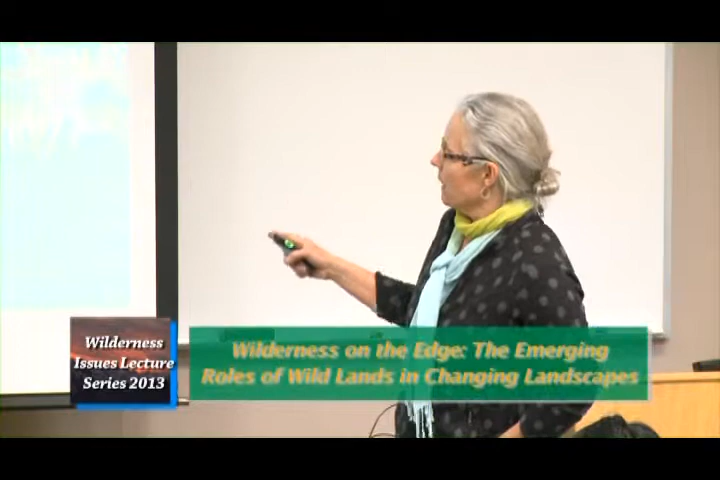 Wilderness
Issues Lecture
Series 2013
Wilderness on the Edge: The Emerging
Roles of Wild Lands in Changing Landscapes